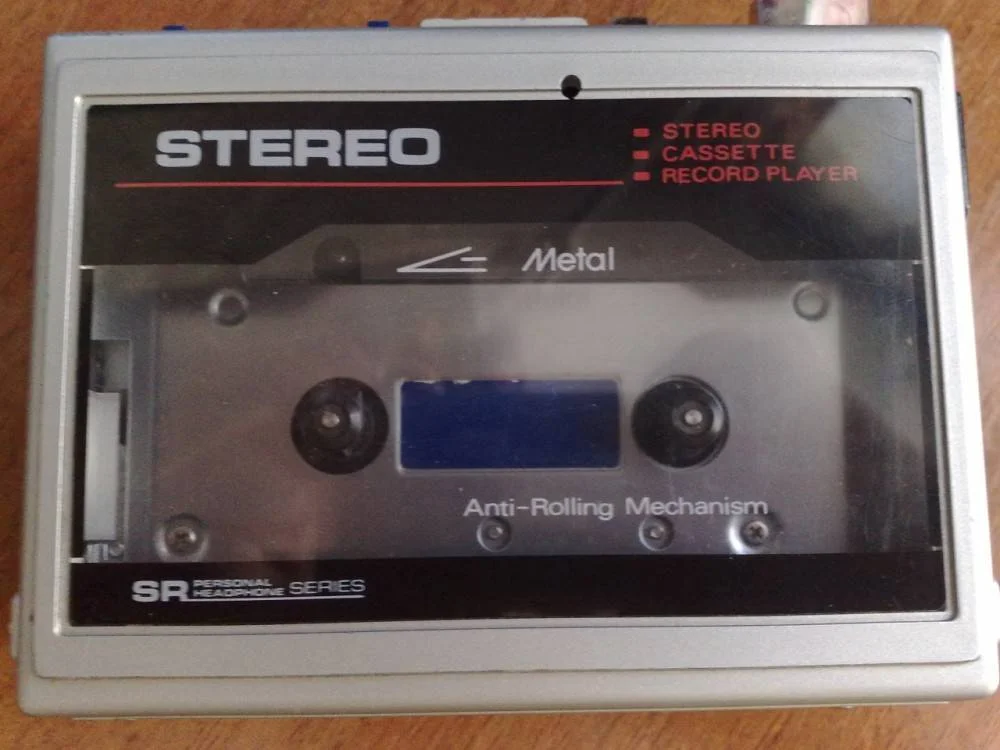 STEREO
STEREO
CASSETTE
RECORD PLAYER
Metal
Anti-Rolling Mechanism
SR PERSONAL HEADPHONE SERIES